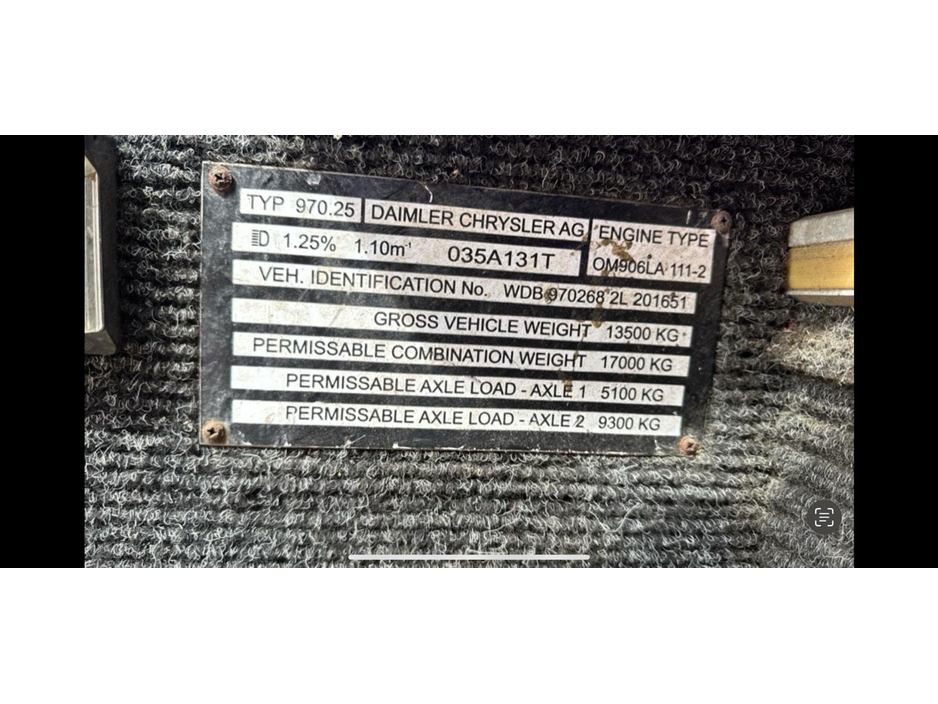 TYP 970.25 DAIMLER CHRYSLER AG ENGINE TYPE
1.25% 1.10m⁻¹ 035A131T OM906LA 111-2
VEH. IDENTIFICATION No. WDB 970268 2L 201651
GROSS VEHICLE WEIGHT 13500 KG
PERMISSABLE COMBINATION WEIGHT 17000 KG
PERMISSABLE AXLE LOAD - AXLE 1 5100 KG
PERMISSABLE AXLE LOAD - AXLE 2 9300 KG